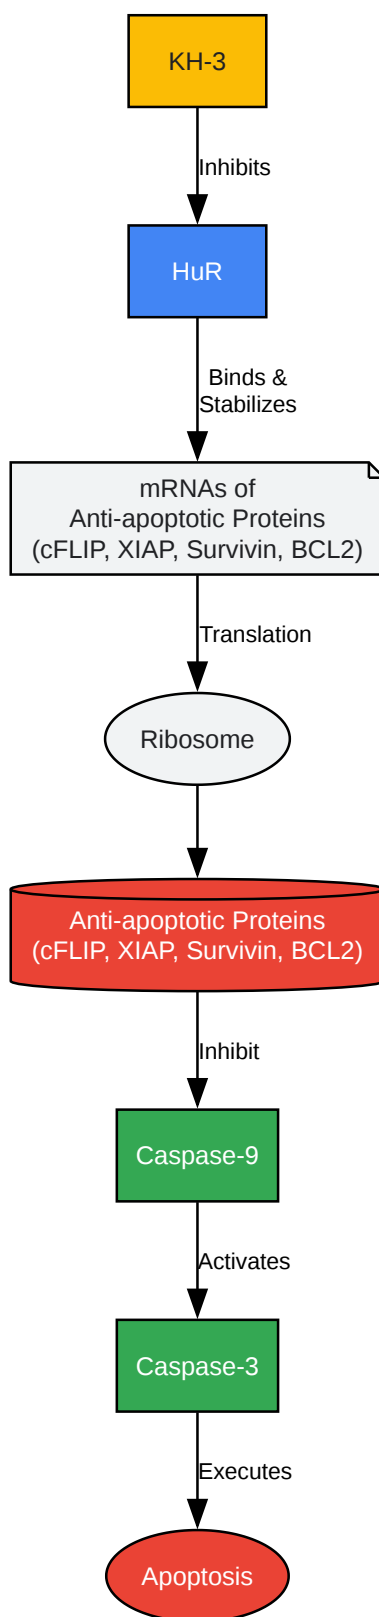 KH-3
Inhibits
HuR
Binds &
Stabilizes
mRNAs of
Anti-apoptotic Proteins
(cFLIP, XIAP, Survivin, BCL2)
Translation
Ribosome
Anti-apoptotic Proteins
(cFLIP, XIAP, Survivin, BCL2)
Inhibit
Caspase-9
Activates
Caspase-3
Executes
Apoptosis